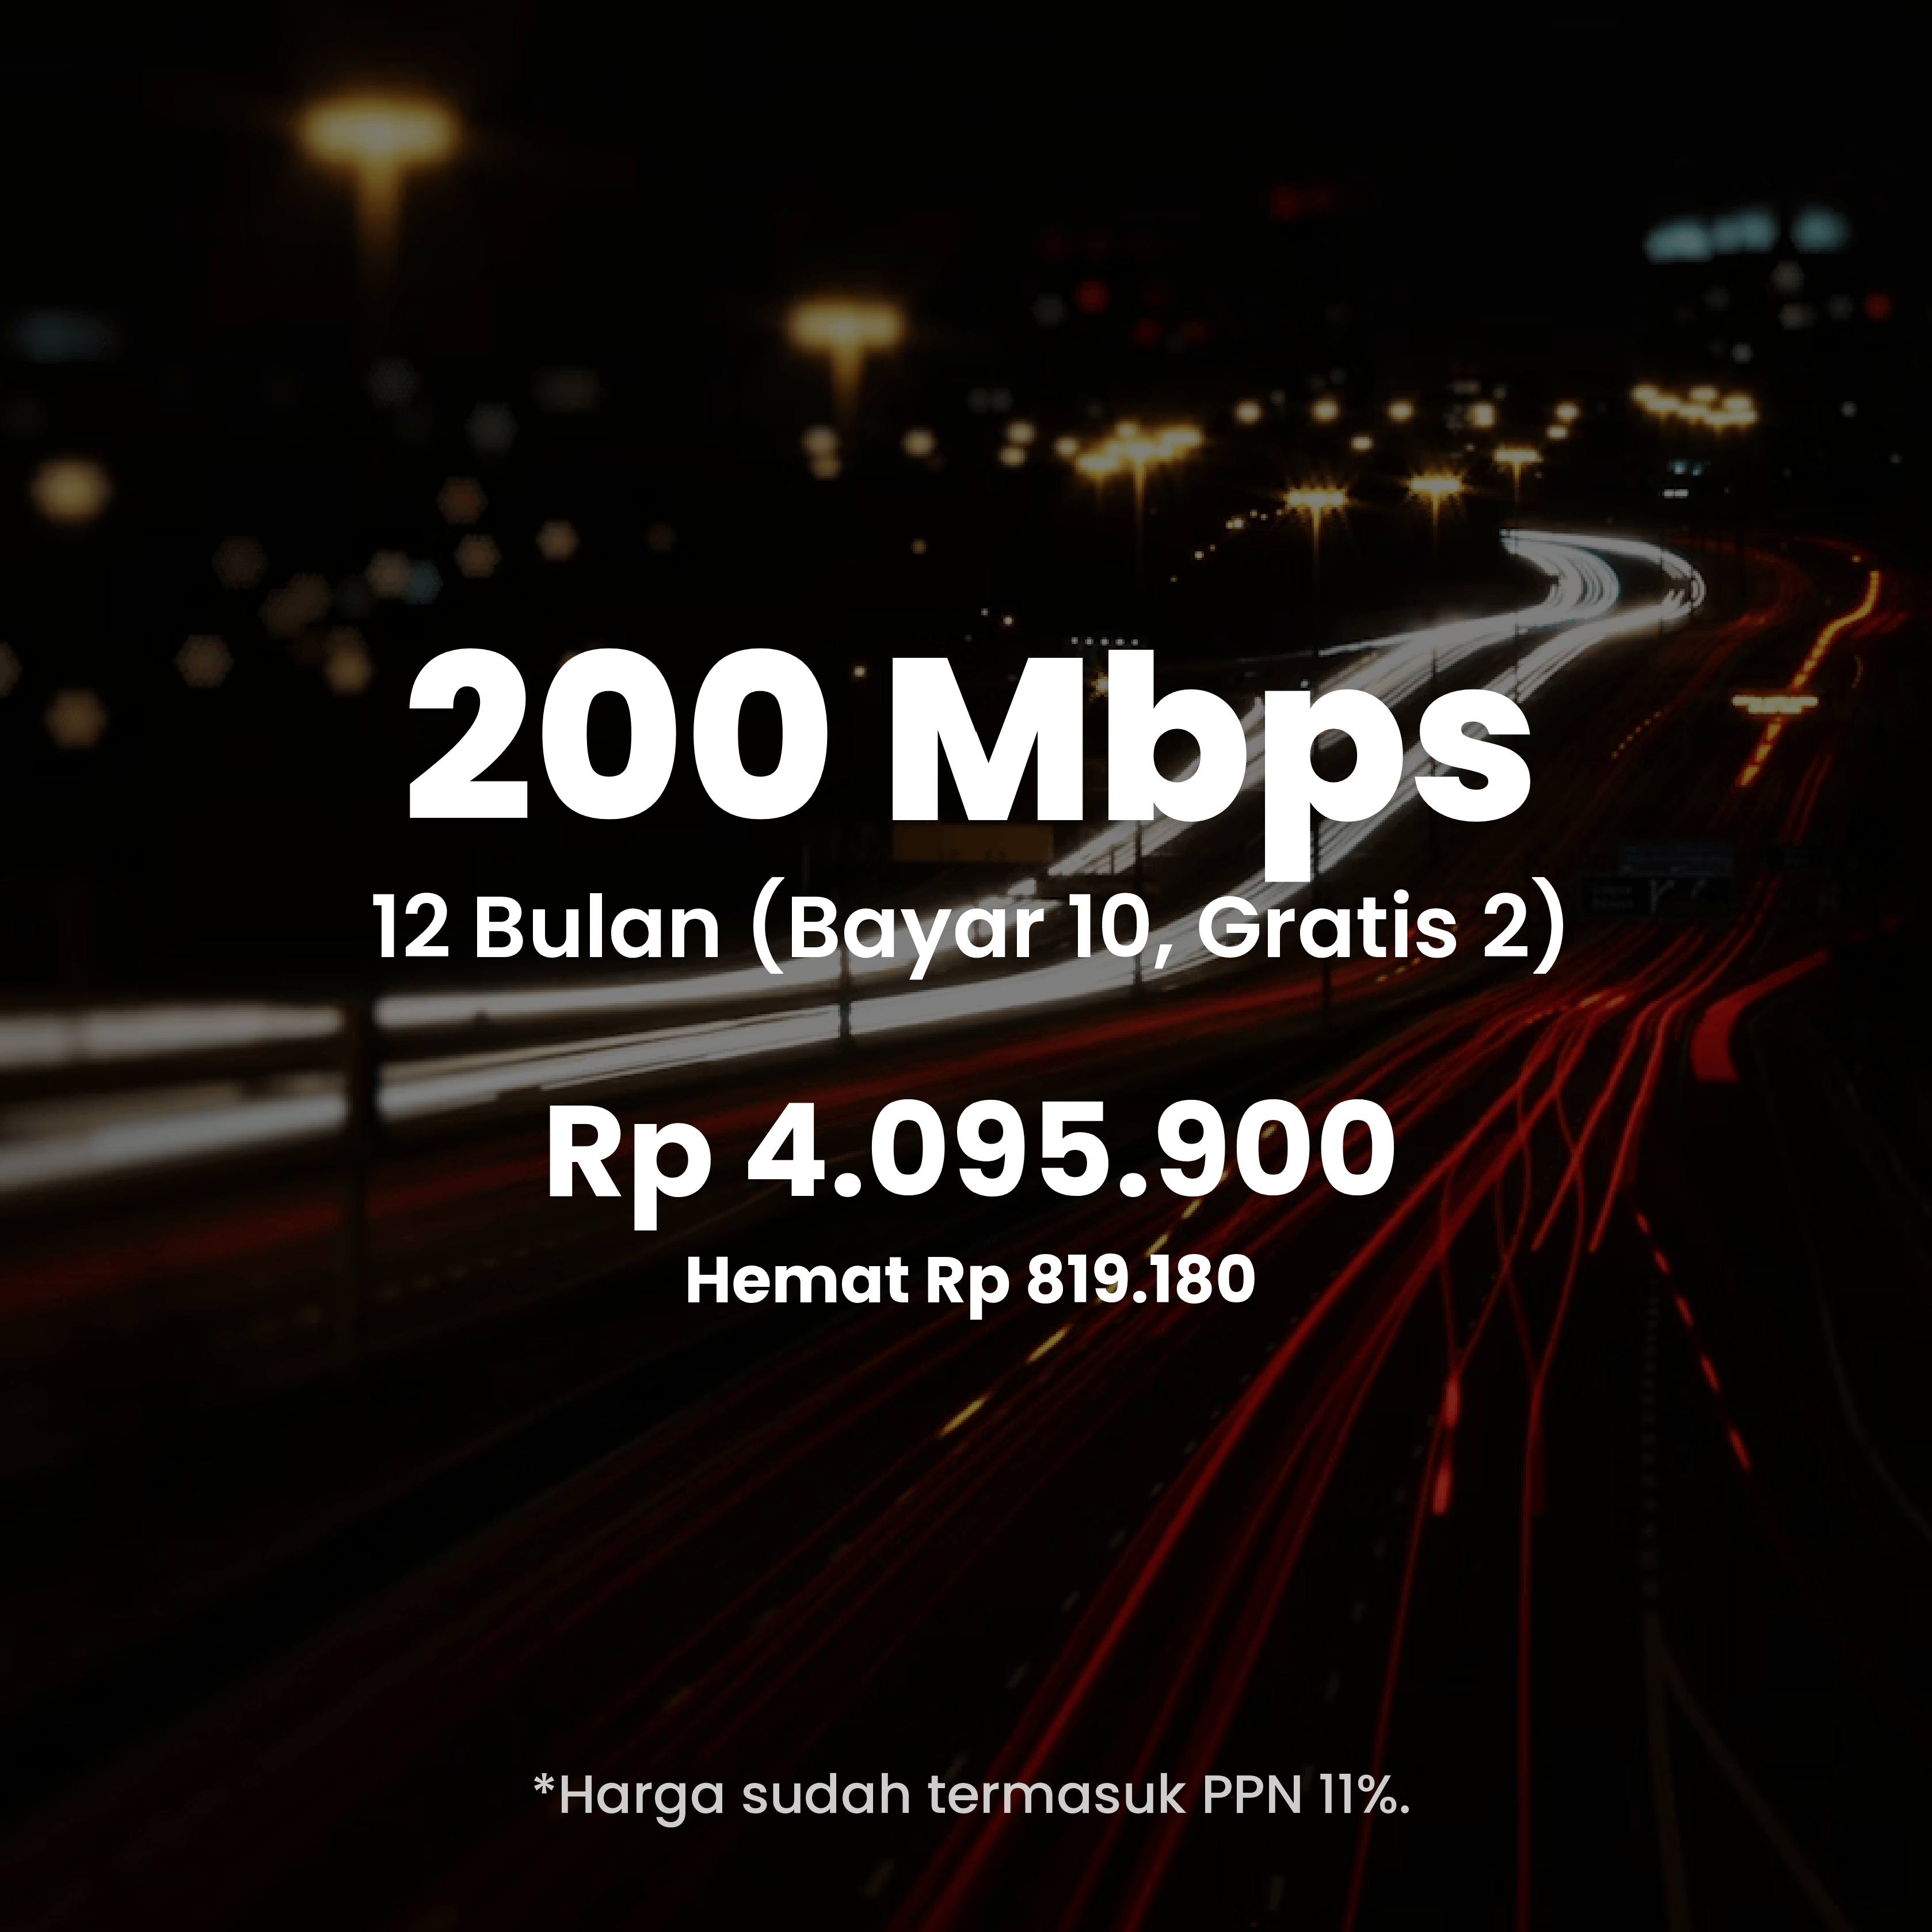 200 Mbps
12 Bulan (Bayar 10, Gratis 2)
Rp 4.095.900
Hemat Rp 819.180
*Harga sudah termasuk PPN 11%.